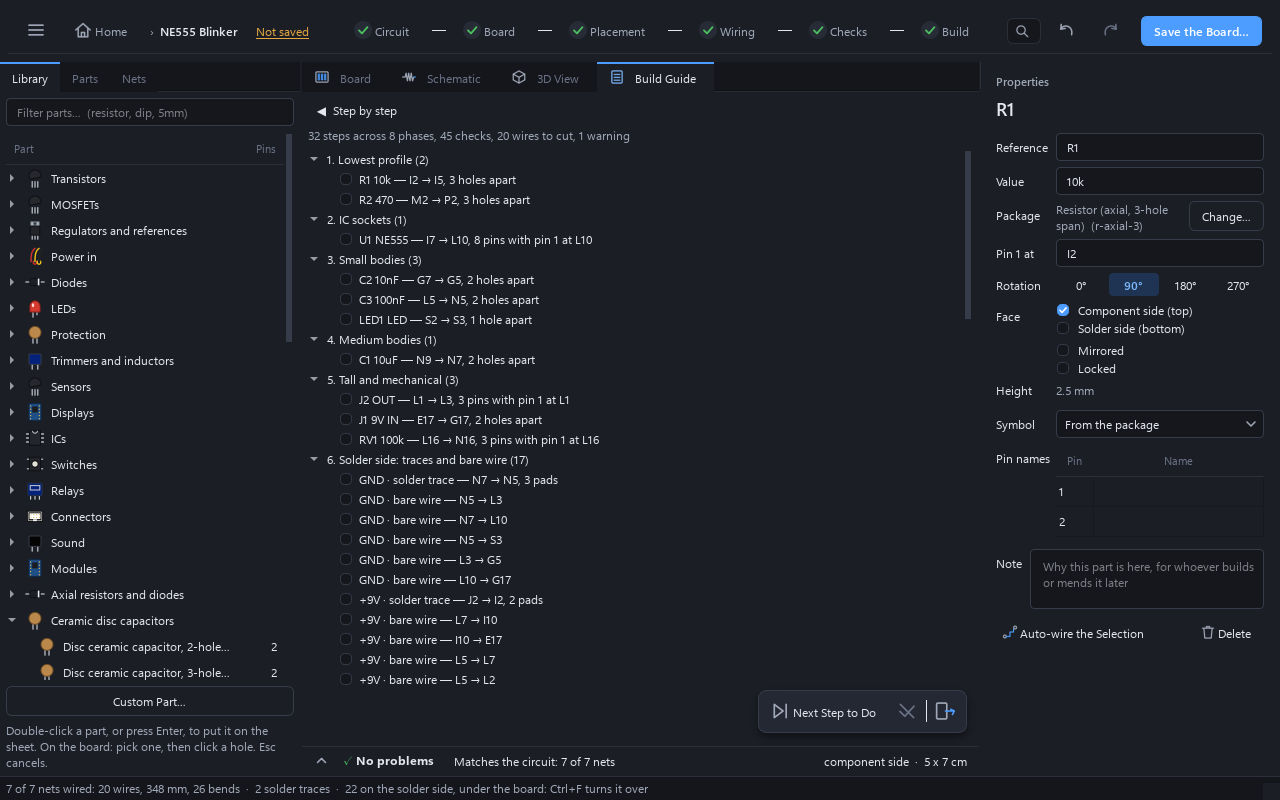 Home › NE555 Blinker Not saved Circuit — Board — Placement — Wiring — Checks — Build Save the Board...
Library Parts Nets
Filter parts... (resistor, dip, 5mm)
Part Pins
Transistors
MOSFETs
Regulators and references
Power in
Diodes
LEDs
Protection
Trimmers and inductors
Sensors
Displays
ICs
Switches
Relays
Connectors
Sound
Modules
Axial resistors and diodes
Ceramic disc capacitors
Disc ceramic capacitor, 2-hole... 2
Disc ceramic capacitor, 3-hole... 2
Custom Part...
Double-click a part, or press Enter, to put it on the
sheet. On the board: pick one, then click a hole. Esc
cancels.
Board Schematic 3D View Build Guide
◀ Step by step
32 steps across 8 phases, 45 checks, 20 wires to cut, 1 warning
1. Lowest profile (2)
R1 10k — I2 → I5, 3 holes apart
R2 470 — M2 → P2, 3 holes apart
2. IC sockets (1)
U1 NE555 — I7 → L10, 8 pins with pin 1 at L10
3. Small bodies (3)
C2 10nF — G7 → G5, 2 holes apart
C3 100nF — L5 → N5, 2 holes apart
LED1 LED — S2 → S3, 1 hole apart
4. Medium bodies (1)
C1 10uF — N9 → N7, 2 holes apart
5. Tall and mechanical (3)
J2 OUT — L1 → L3, 3 pins with pin 1 at L1
J1 9V IN — E17 → G17, 2 holes apart
RV1 100k — L16 → N16, 3 pins with pin 1 at L16
6. Solder side: traces and bare wire (17)
GND · solder trace — N7 → N5, 3 pads
GND · bare wire — N5 → L3
GND · bare wire — N7 → L10
GND · bare wire — N5 → S3
GND · bare wire — L3 → G5
GND · bare wire — L10 → G17
+9V · solder trace — J2 → I2, 2 pads
+9V · bare wire — L7 → I10
+9V · bare wire — I10 → E17
+9V · bare wire — L5 → L7
+9V · bare wire — L5 → L2
Next Step to Do
✓ No problems Matches the circuit: 7 of 7 nets component side · 5 x 7 cm
Properties
R1
Reference R1
Value 10k
Package Resistor (axial, 3-hole
span) (r-axial-3) Change...
Pin 1 at I2
Rotation 0° 90° 180° 270°
Face Component side (top)
Solder side (bottom)
Mirrored
Locked
Height 2.5 mm
Symbol From the package
Pin names Pin Name
1
2
Note Why this part is here, for whoever builds
or mends it later
Auto-wire the Selection Delete
7 of 7 nets wired: 20 wires, 348 mm, 26 bends · 2 solder traces · 22 on the solder side, under the board: Ctrl+F turns it over